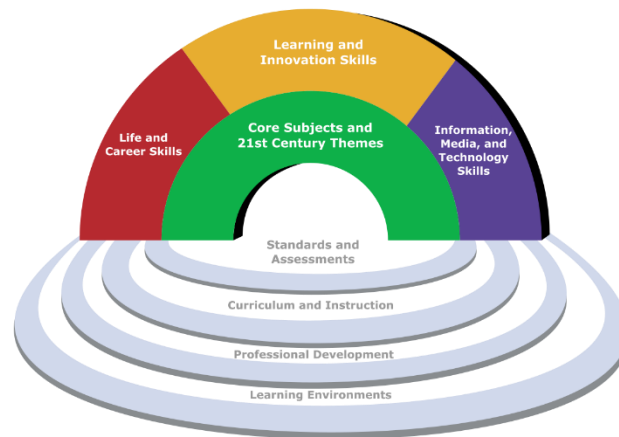 Learning and
Innovation Skills
Life and
Career Skills
Core Subjects and
21st Century Themes
Information,
Media, and
Technology
Skills
Standards and
Assessments
Curriculum and Instruction
Professional Development
Learning Environments